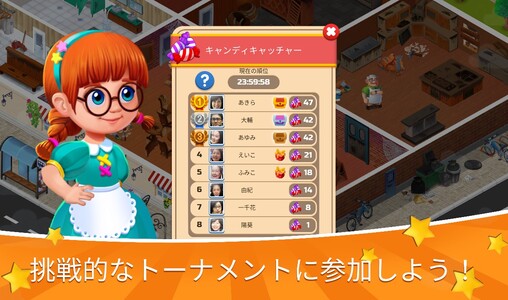 キャンディキャッチャー
現在の順位
?
23:59:58
1 あきら 47
2 大輔 42
3 あゆみ 42
4 えいこ 21
5 ふみこ 18
6 由紀 14
7 一千花 8
8 陽葵 1
挑戦的なトーナメントに参加しよう!